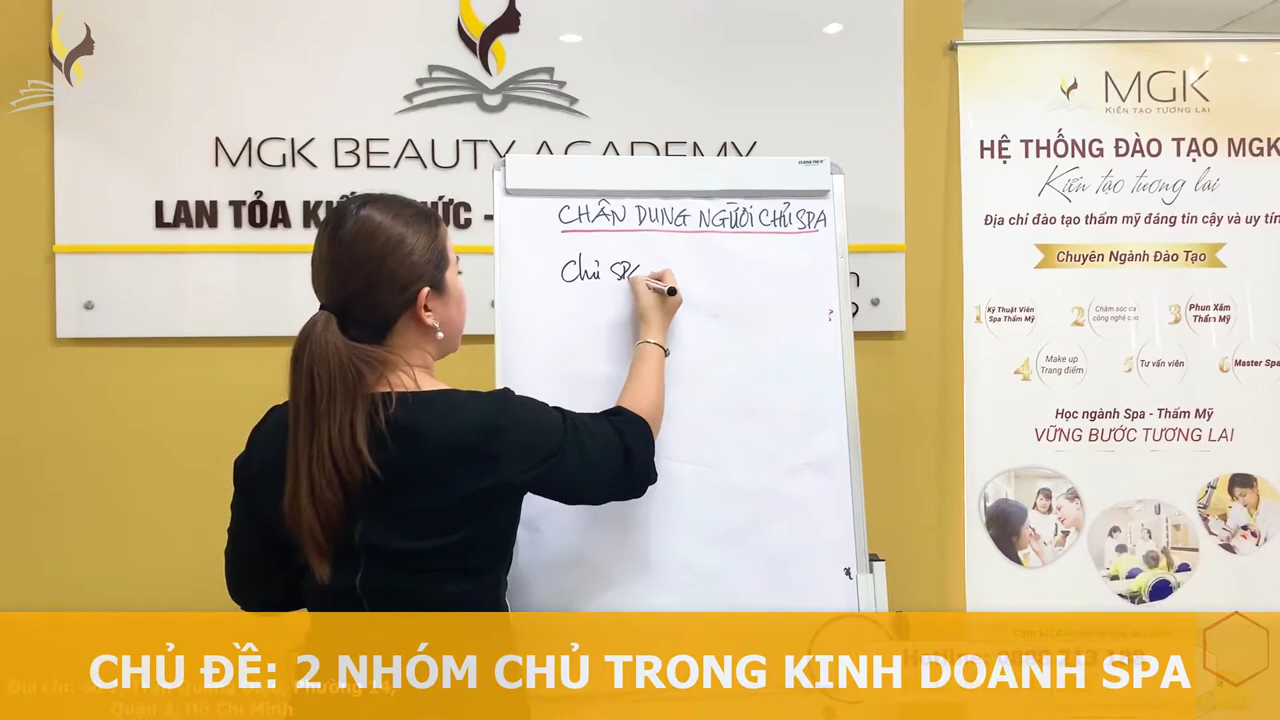 MGK BEAUTY ACADEMY
LAN TỎA
CHÂN DUNG NGƯỜI CHỦ SPA
Chủ SPA
MGK
KIẾN TẠO TƯƠNG LAI
HỆ THỐNG ĐÀO TẠO MGK
Kiến tạo tương lai
Địa chỉ đào tạo thẩm mỹ đáng tin cậy và uy tín
Chuyên Ngành Đào Tạo
1 Kỹ Thuật Viên
Spa Thẩm Mỹ
2 Chăm sóc da
công nghệ cao
3 Phun Xăm
Thẩm Mỹ
4 Make up
Trang điểm
5 Tư vấn viên
6 Master Spa
Học ngành Spa - Thẩm Mỹ
VỮNG BƯỚC TƯƠNG LAI
CHỦ ĐỀ: 2 NHÓM CHỦ TRONG KINH DOANH SPA
Phường 14,
Quận 3, Hồ Chí Minh